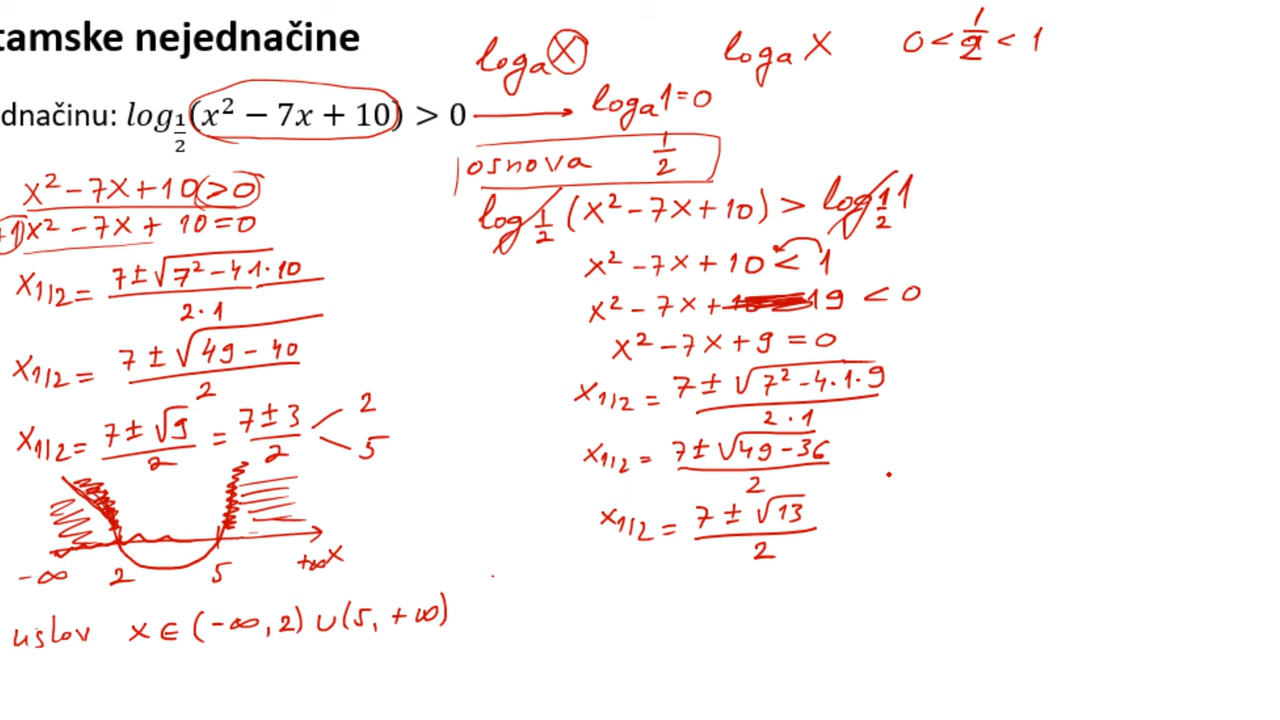 tamske nejednačine
dnačinu: log_{1/2}(x² − 7x + 10) > 0
log_a x
log_a x
0 < 1/2 < 1
log_a 1 = 0
osnova 1/2
x² − 7x + 10 > 0
+1)x² − 7x + 10 = 0
x_{1/2} = (7 ± √(7² − 4·1·10)) / (2·1)
x_{1/2} = (7 ± √(49 − 40)) / 2
x_{1/2} = (7 ± √9) / 2 = (7 ± 3) / 2
2
5
−∞ 2 5 +∞ x
uslov x ∈ (−∞, 2) ∪ (5, +∞)
log_{1/2} (x² − 7x + 10) > log_{1/2} 1
x² − 7x + 10 < 1
x² − 7x + 19 < 0
x² − 7x + 9 = 0
x_{1/2} = (7 ± √(7² − 4·1·9)) / (2·1)
x_{1/2} = (7 ± √(49 − 36)) / 2
x_{1/2} = (7 ± √13) / 2